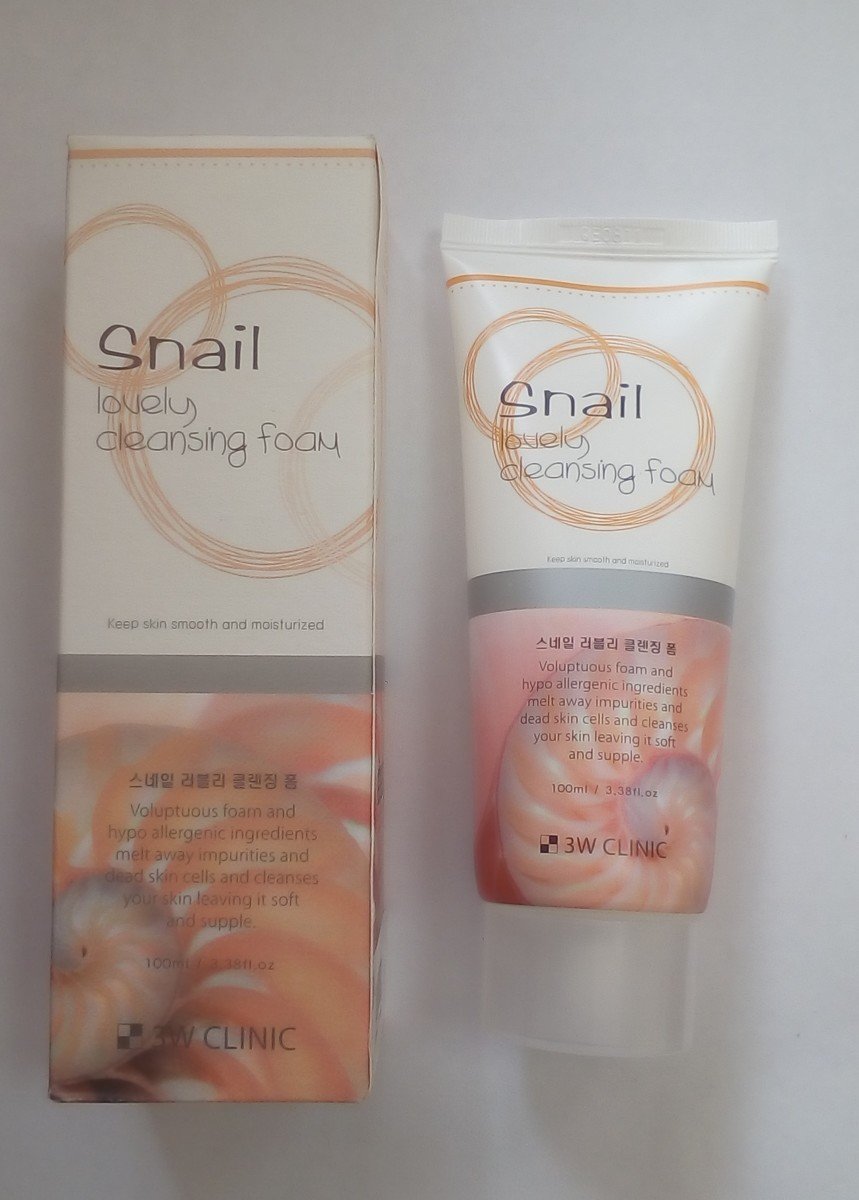 Snail
lovely
cleansing foam
Keep skin smooth and moisturized
스네일 러블리 클렌징 폼
Voluptuous foam and
hypo allergenic ingredients
melt away impurities and
dead skin cells and cleanses
your skin leaving it soft
and supple.
100ml / 3.38fl.oz
3W CLINIC
Snail
lovely
cleansing foam
Keep skin smooth and moisturized
스네일 러블리 클렌징 폼
Voluptuous foam and
hypo allergenic ingredients
melt away impurities and
dead skin cells and cleanses
your skin leaving it soft
and supple.
100ml / 3.38fl.oz
3W CLINIC